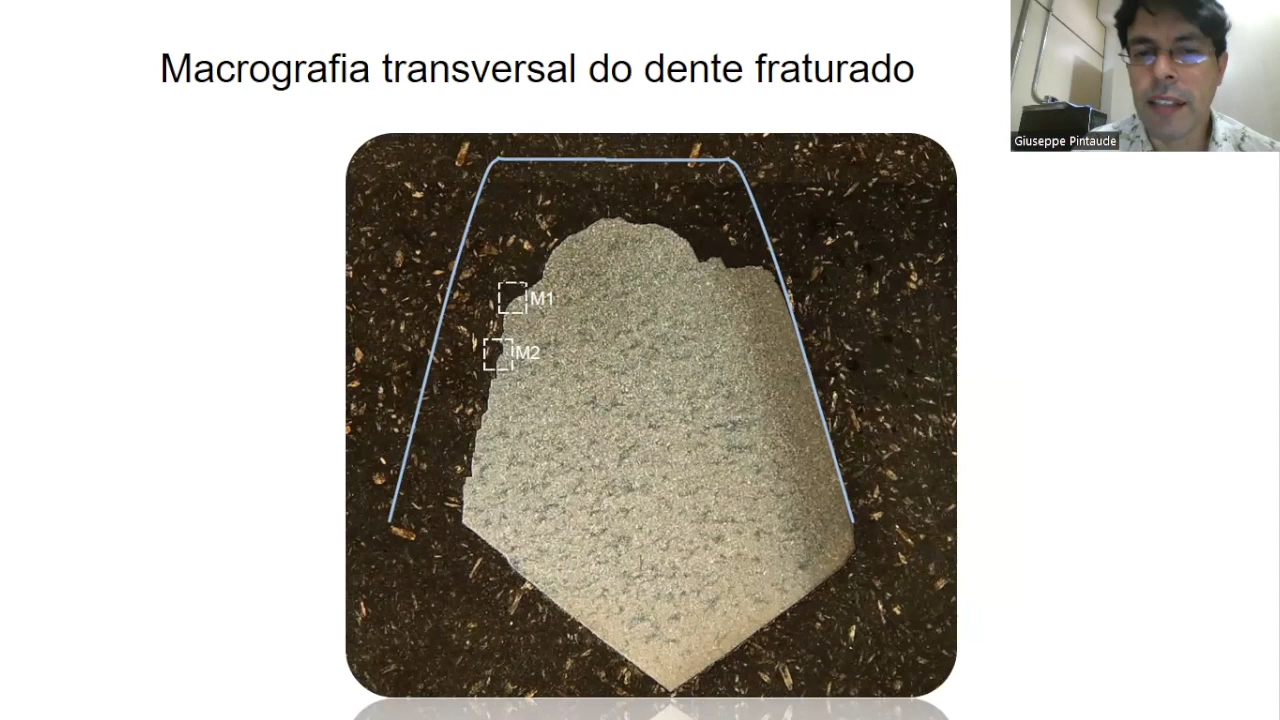 Macrografia transversal do dente fraturado
Giuseppe Pintaude
M1
M2